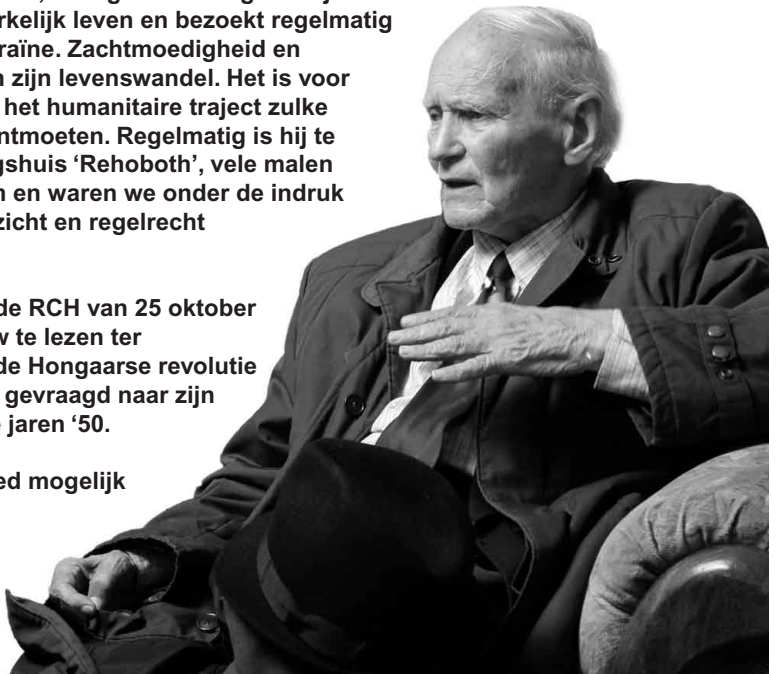 rkelijk leven en bezoekt regelmatig
raïne. Zachtmoedigheid en
n zijn levenswandel. Het is voor
het humanitaire traject zulke
ntmoeten. Regelmatig is hij te
gshuis ‘Rehoboth’, vele malen
n en waren we onder de indruk
zicht en regelrecht
de RCH van 25 oktober
w te lezen ter
de Hongaarse revolutie
gevraagd naar zijn
e jaren ‘50.
ed mogelijk